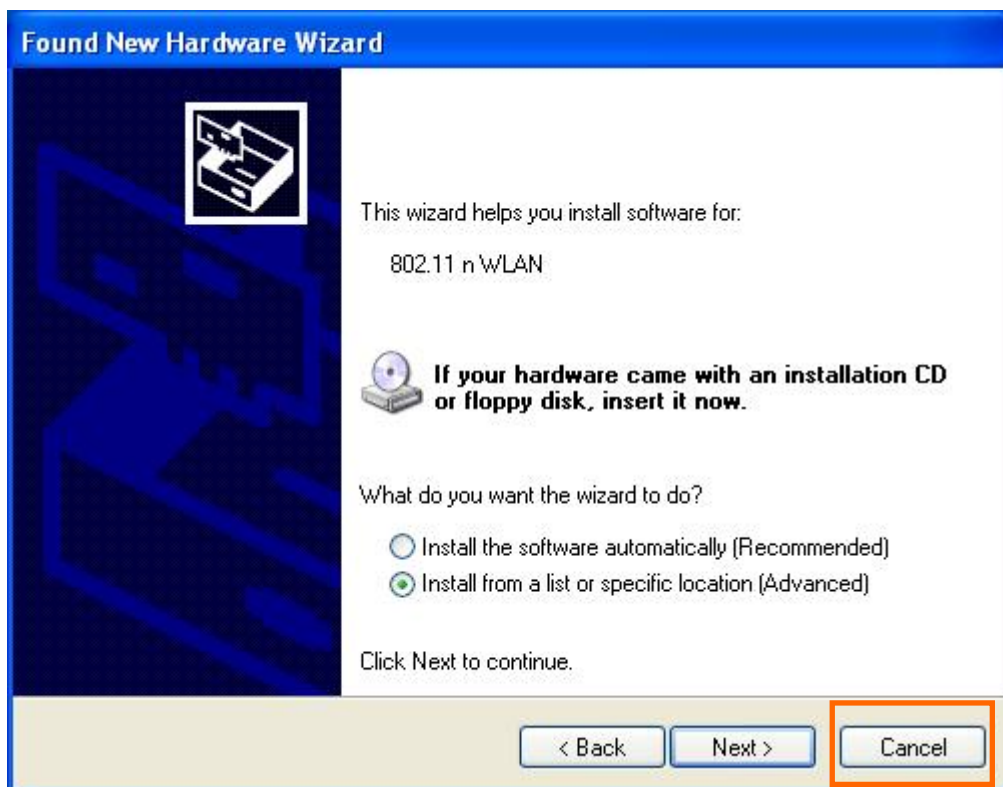 Found New Hardware Wizard
This wizard helps you install software for:
802.11 n WLAN
If your hardware came with an installation CD
or floppy disk, insert it now.
What do you want the wizard to do?
Install the software automatically (Recommended)
Install from a list or specific location (Advanced)
Click Next to continue.
< Back Next > Cancel